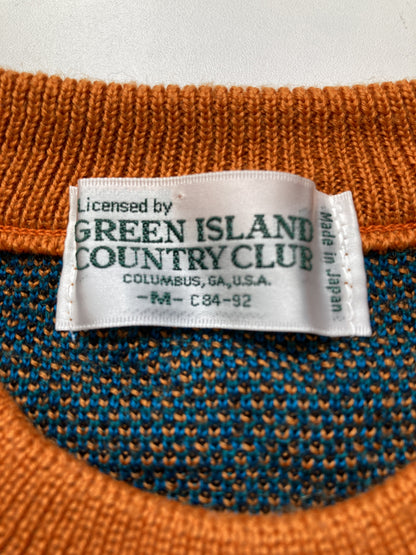 Licensed by
GREEN ISLAND
COUNTRY CLUB
COLUMBUS, GA, U.S.A.
-M- C84-92
Made in Japan